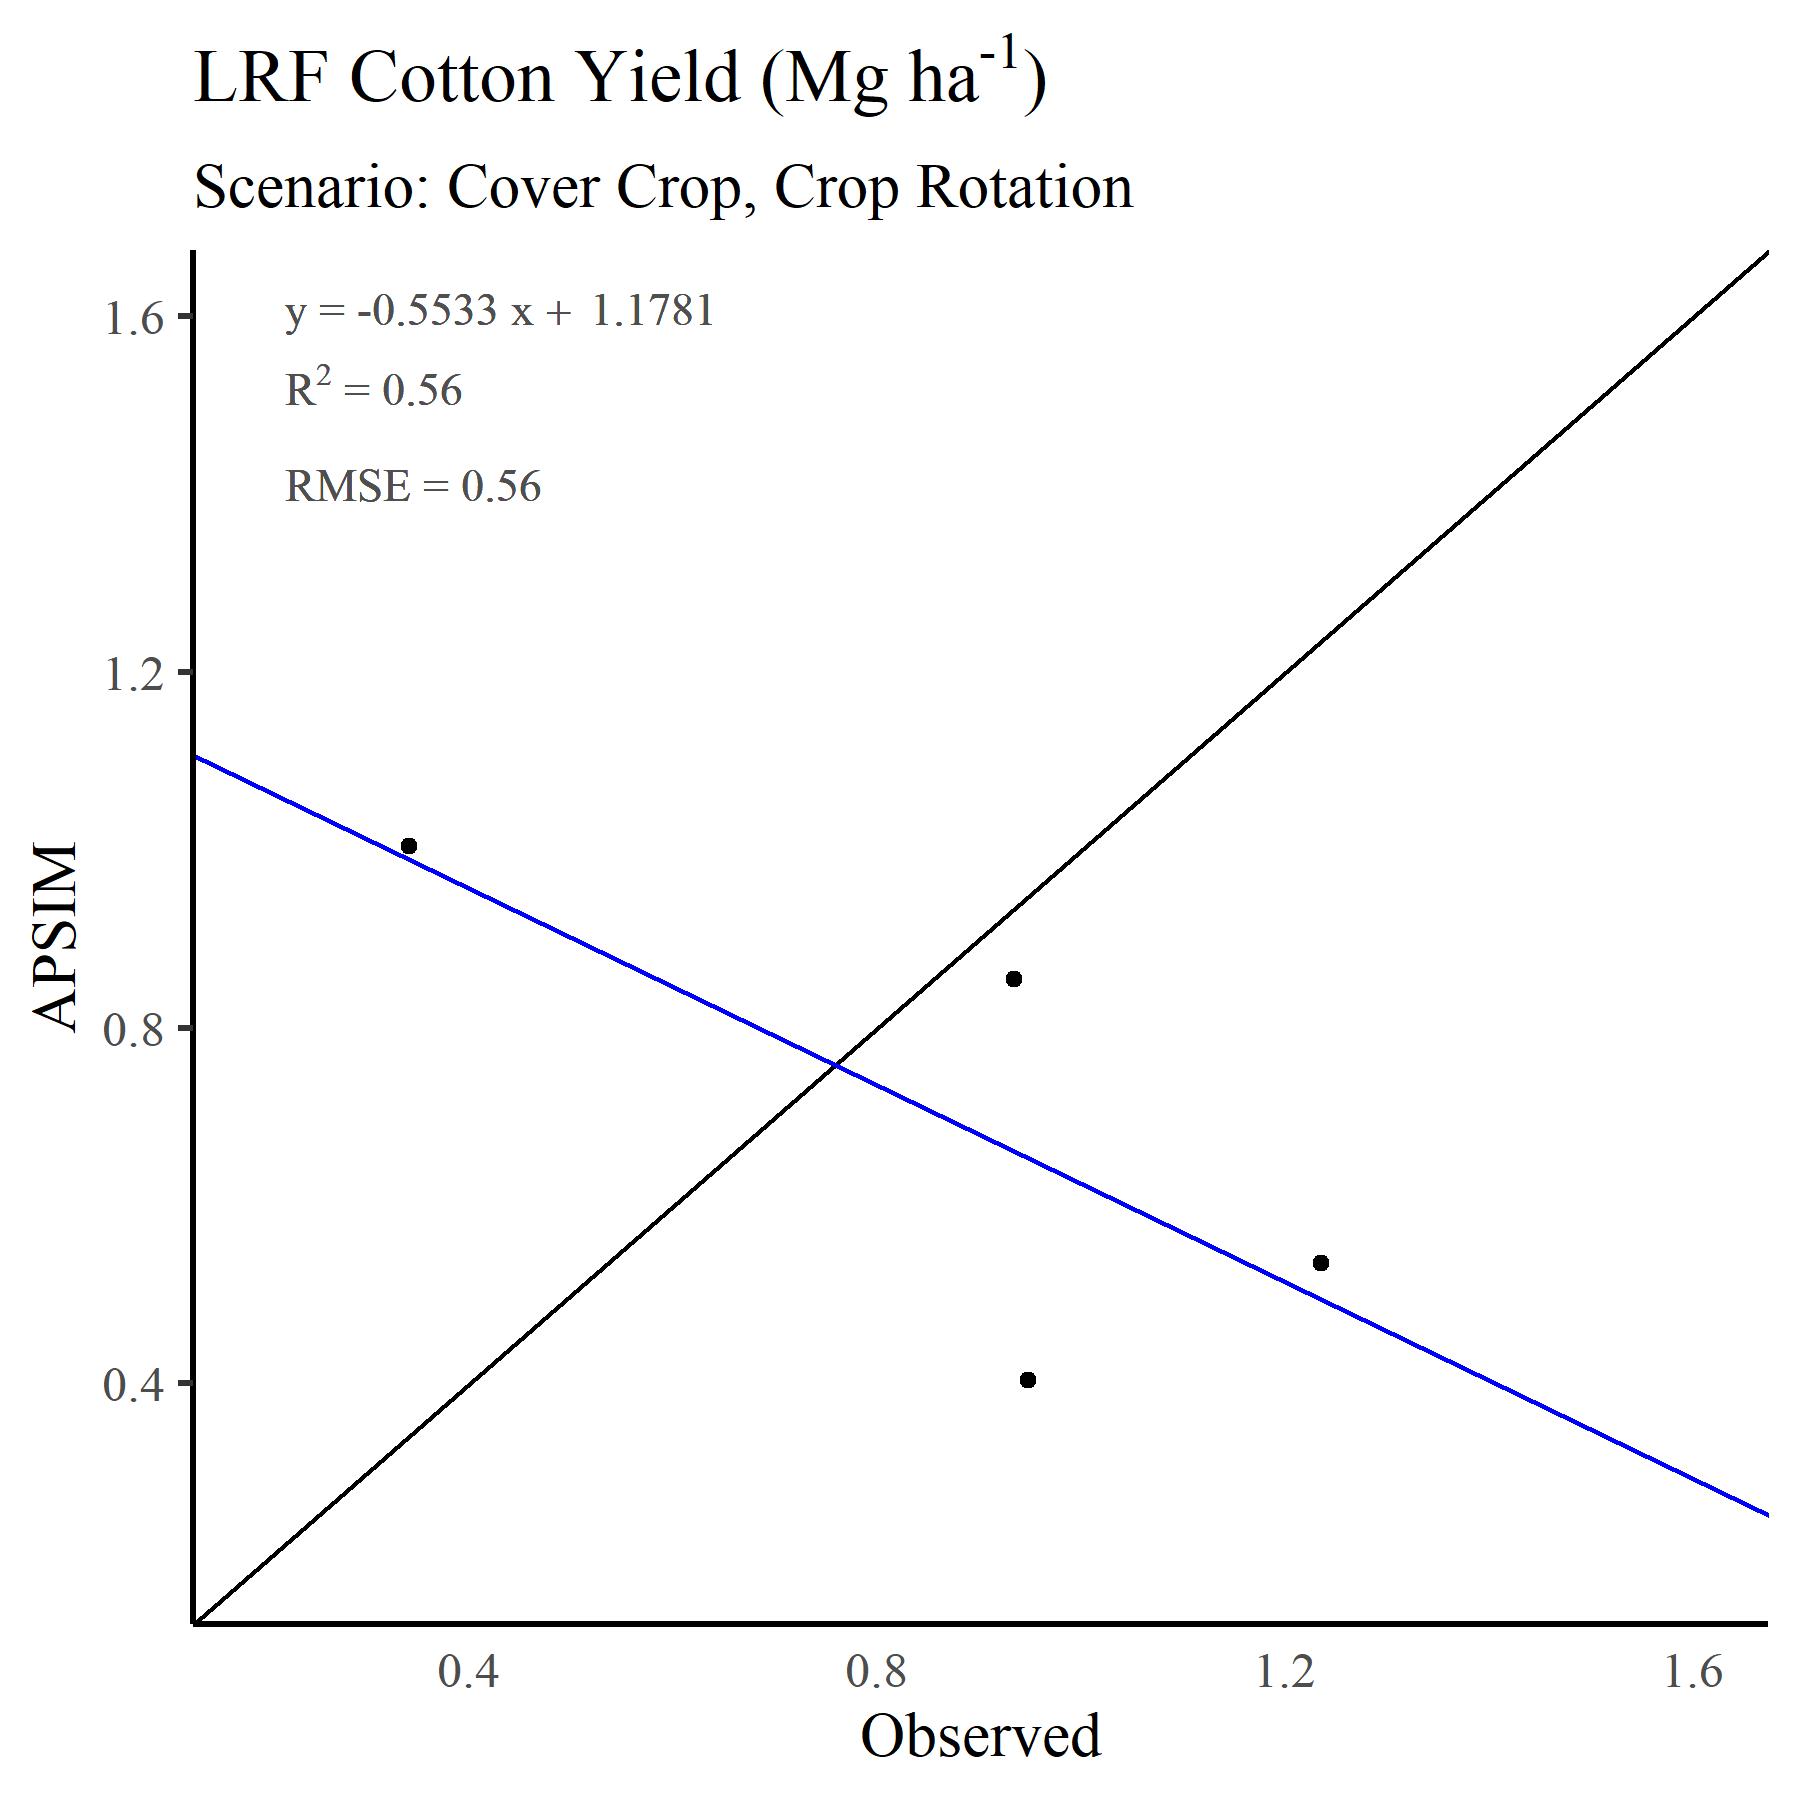 LRF Cotton Yield (Mg ha⁻¹)
Scenario: Cover Crop, Crop Rotation
y = -0.5533 x + 1.1781
R² = 0.56
RMSE = 0.56
1.6
1.2
0.8
0.4
APSIM
0.4 0.8 1.2 1.6
Observed